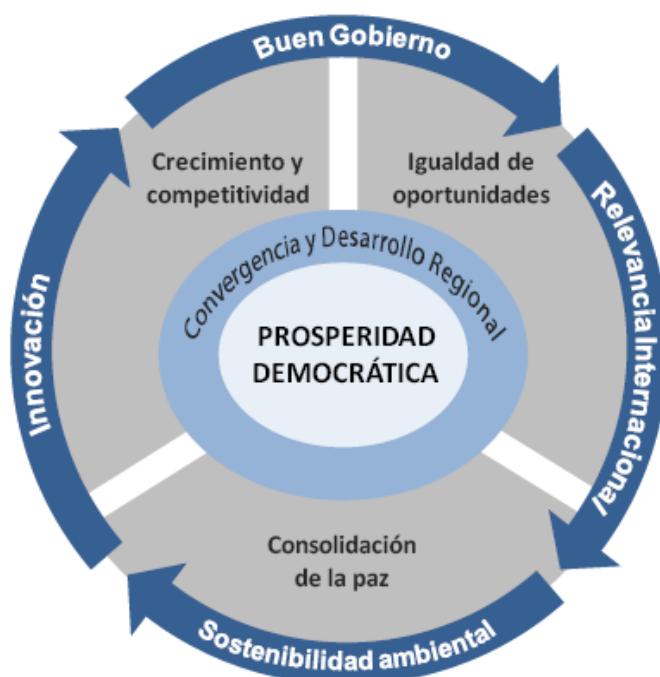 Buen Gobierno
Crecimiento y
competitividad
Igualdad de
oportunidades
Relevancia Internacional
Innovación
Convergencia y Desarrollo Regional
PROSPERIDAD
DEMOCRÁTICA
Consolidación
de la paz
Sostenibilidad ambiental